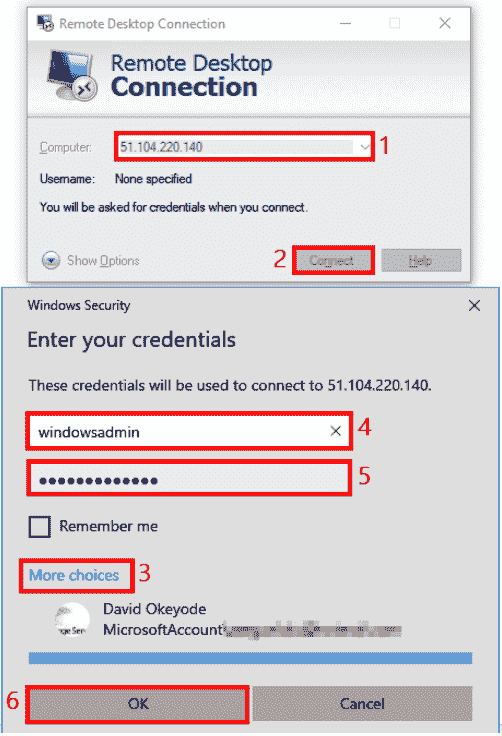 Remote Desktop Connection
Remote Desktop
Connection
Computer: 51.104.220.140 1
Username: None specified
You will be asked for credentials when you connect.
Show Options 2 Connect Help
Windows Security
Enter your credentials
These credentials will be used to connect to 51.104.220.140.
windowsadmin 4
••••••••••••• 5
Remember me
More choices 3
David Okeyode
MicrosoftAccount\
6 OK Cancel